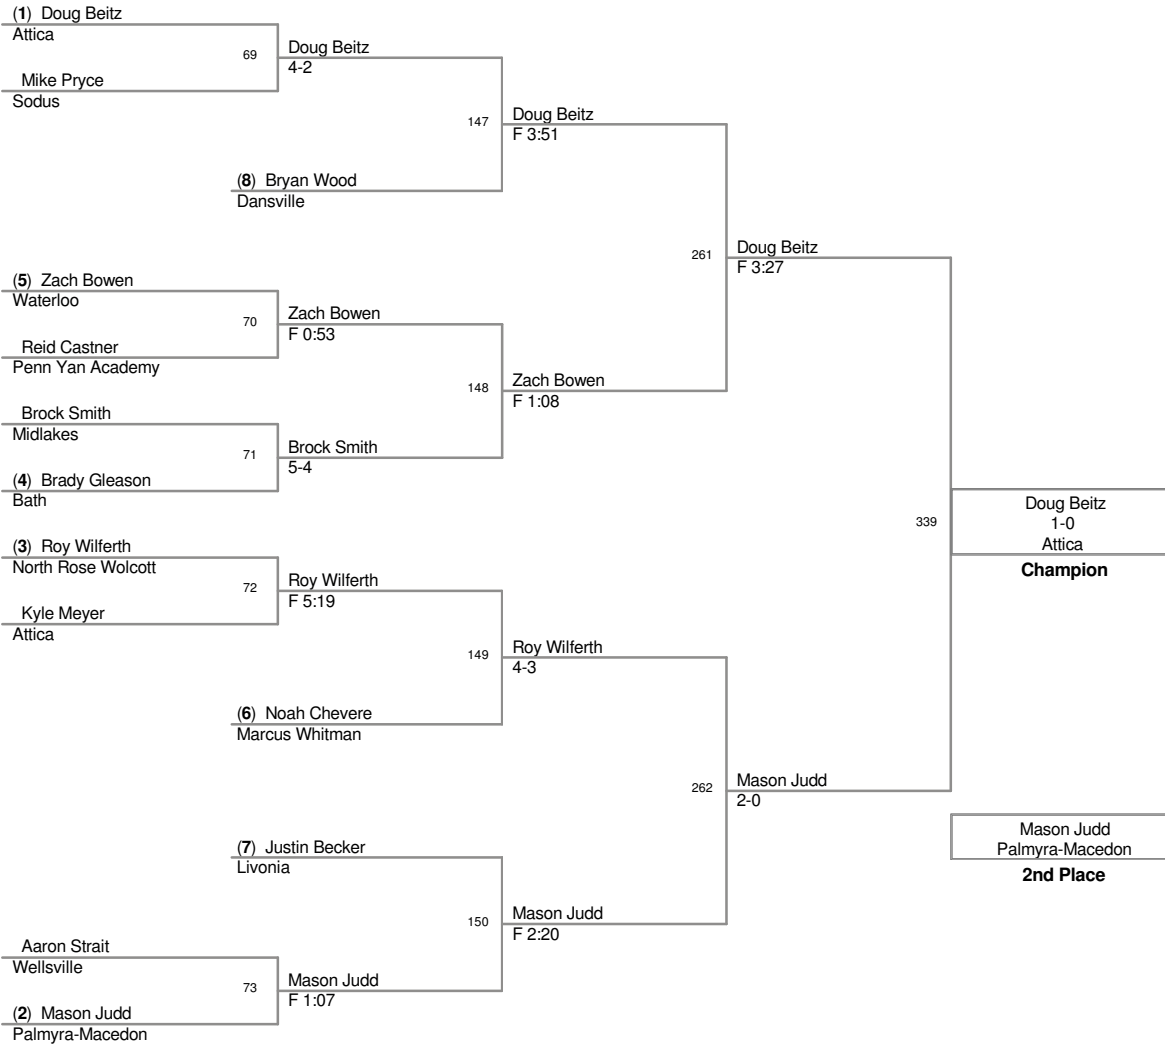 (1) Doug Beitz
Attica
69
Doug Beitz
4-2
Mike Pryce
Sodus
147
Doug Beitz
F 3:51
(8) Bryan Wood
Dansville
261
Doug Beitz
F 3:27
(5) Zach Bowen
Waterloo
70
Zach Bowen
F 0:53
Reid Castner
Penn Yan Academy
148
Zach Bowen
F 1:08
Brock Smith
Midlakes
71
Brock Smith
5-4
(4) Brady Gleason
Bath
339
Doug Beitz
1-0
Attica
Champion
(3) Roy Wilferth
North Rose Wolcott
72
Roy Wilferth
F 5:19
Kyle Meyer
Attica
149
Roy Wilferth
4-3
(6) Noah Chevere
Marcus Whitman
262
Mason Judd
2-0
(7) Justin Becker
Livonia
Mason Judd
Palmyra-Macedon
2nd Place
150
Mason Judd
F 2:20
Aaron Strait
Wellsville
73
Mason Judd
F 1:07
(2) Mason Judd
Palmyra-Macedon